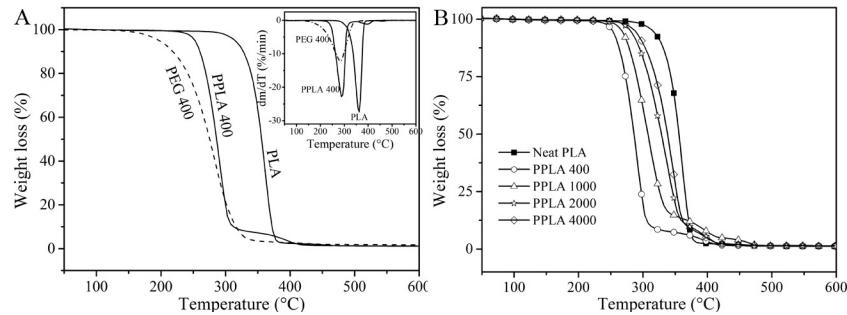 A
Weight loss (%)
100
80
60
40
20
0
100
200
300
400
500
600
Temperature (°C)
PEG 400
PPLA 400
PLA
dm/dT (%/min)
0
-10
-20
-30
100
200
300
400
500
600
Temperature (°C)
PEG 400
PPLA 400
PLA
B
Weight loss (%)
100
75
50
25
0
100
200
300
400
500
600
Temperature (°C)
Neat PLA
PPLA 400
PPLA 1000
PPLA 2000
PPLA 4000